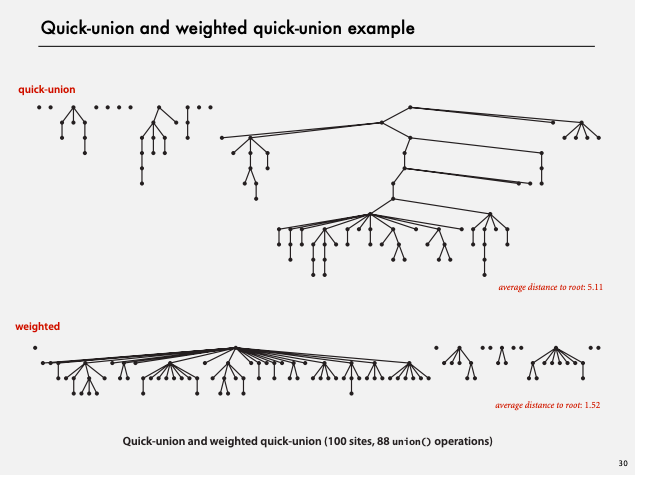 Quick-union and weighted quick-union example
quick-union
average distance to root: 5.11
weighted
average distance to root: 1.52
Quick-union and weighted quick-union (100 sites, 88 union() operations)
30